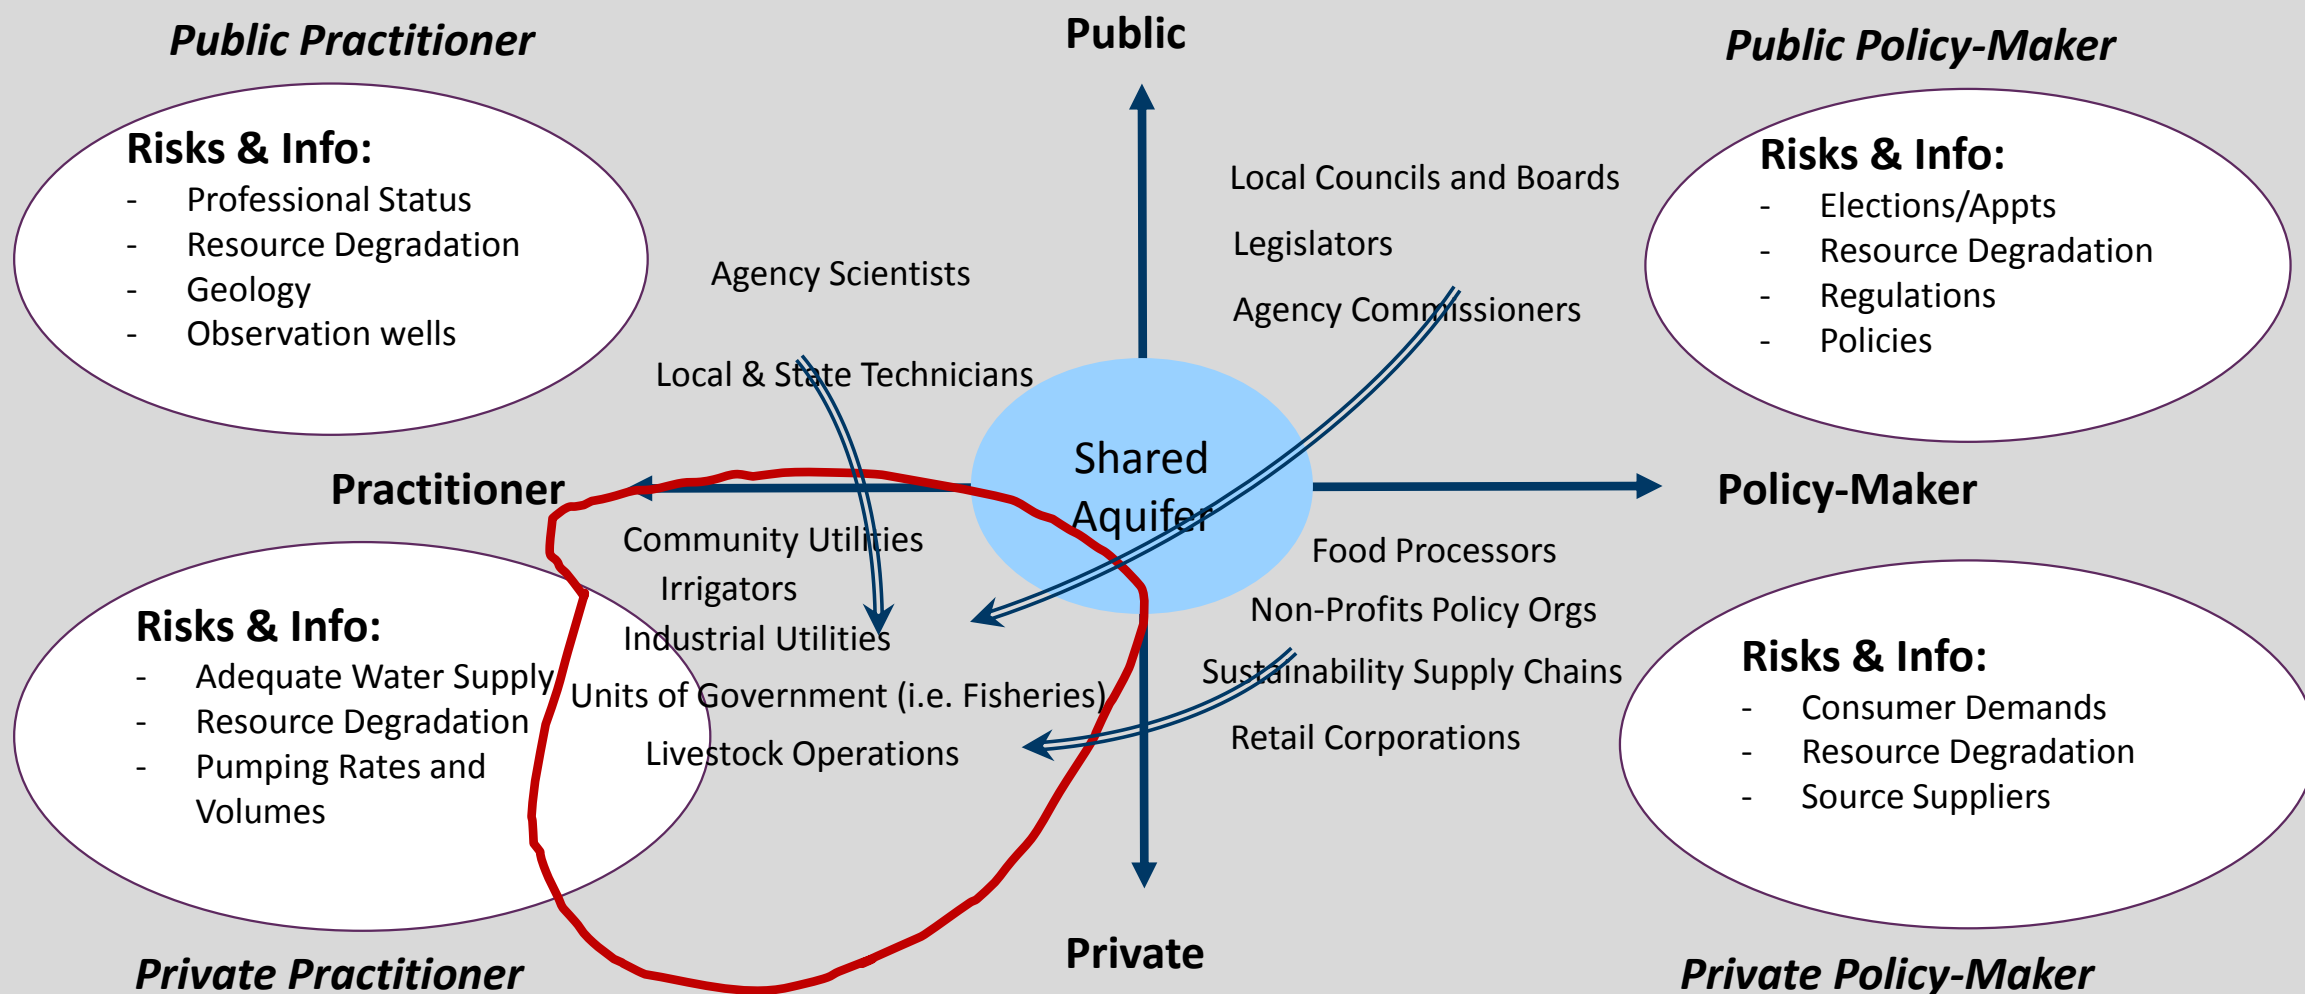 Public Practitioner
Public
Public Policy-Maker
Risks & Info:
- Professional Status
- Resource Degradation
- Geology
- Observation wells
Agency Scientists
Local & State Technicians
Local Councils and Boards
Legislators
Agency Commissioners
Risks & Info:
- Elections/Appts
- Resource Degradation
- Regulations
- Policies
Practitioner
Shared
Aquifer
Policy-Maker
Risks & Info:
- Adequate Water Supply
- Resource Degradation
- Pumping Rates and
Volumes
Community Utilities
Irrigators
Industrial Utilities
Units of Government (i.e. Fisheries)
Livestock Operations
Food Processors
Non-Profits Policy Orgs
Sustainability Supply Chains
Retail Corporations
Risks & Info:
- Consumer Demands
- Resource Degradation
- Source Suppliers
Private Practitioner
Private
Private Policy-Maker